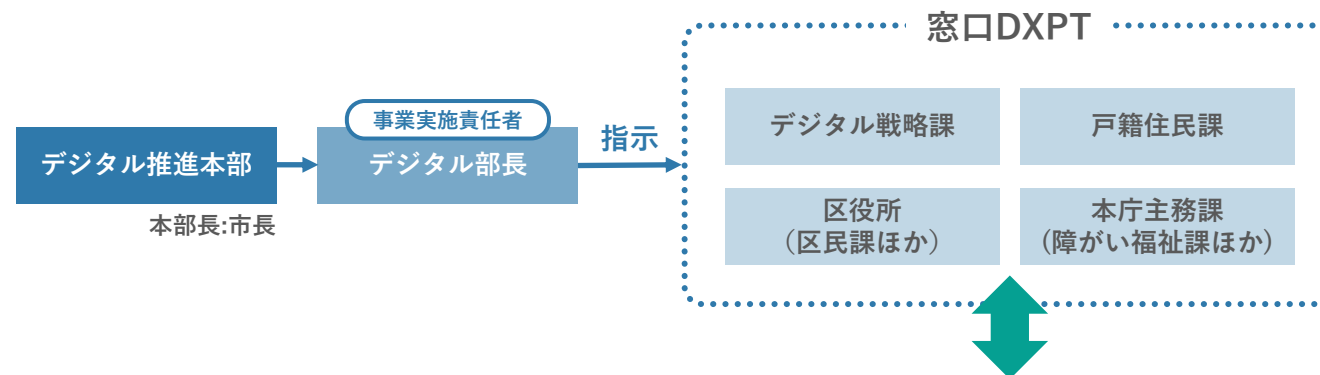 窓口DXPT
事業実施責任者
デジタル推進本部
デジタル部長
指示
本部長:市長
デジタル戦略課
戸籍住民課
区役所
（区民課ほか）
本庁主務課
(障がい福祉課ほか)